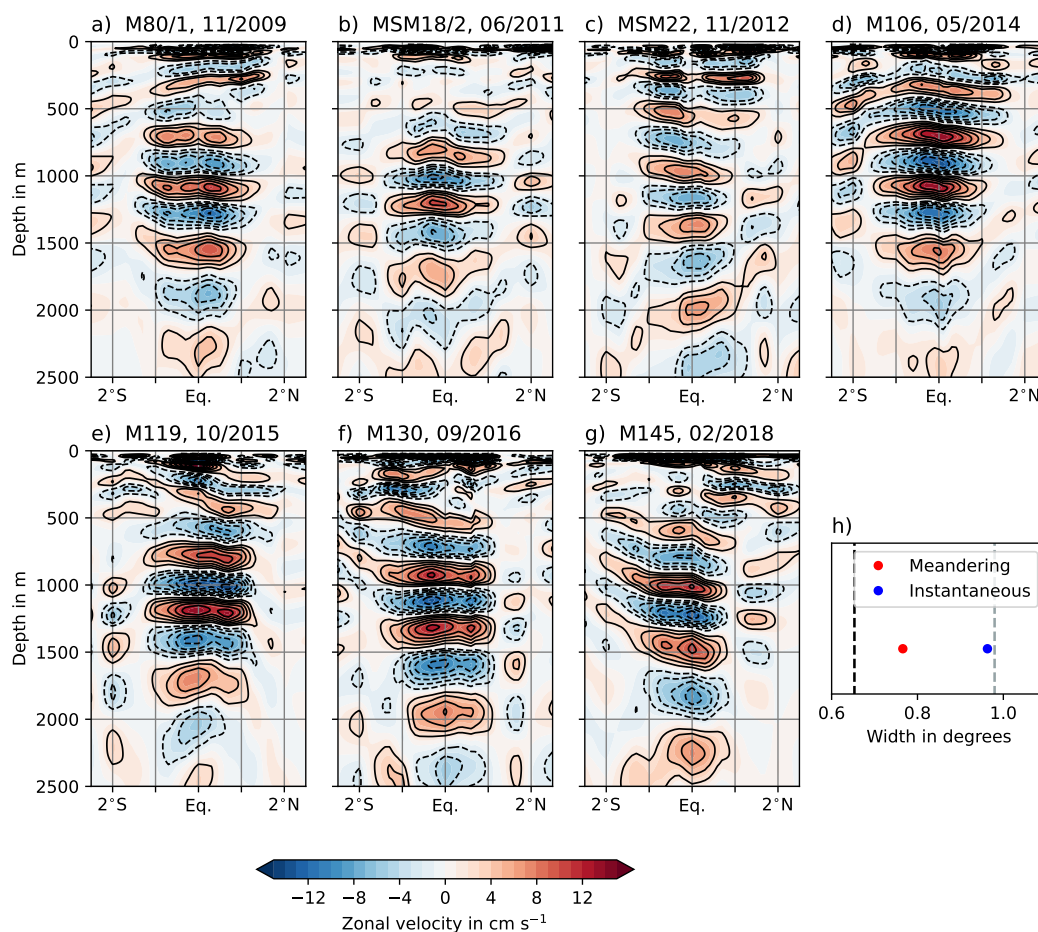 a) M80/1, 11/2009
b) MSM18/2, 06/2011
c) MSM22, 11/2012
d) M106, 05/2014
0
500
1000
1500
2000
2500
Depth in m
2°S Eq. 2°N
2°S Eq. 2°N
2°S Eq. 2°N
2°S Eq. 2°N
e) M119, 10/2015
f) M130, 09/2016
g) M145, 02/2018
0
500
1000
1500
2000
2500
Depth in m
2°S Eq. 2°N
2°S Eq. 2°N
2°S Eq. 2°N
h)
Meandering
Instantaneous
0.6 0.8 1.0
Width in degrees
−12 −8 −4 0 4 8 12
Zonal velocity in cm s⁻¹